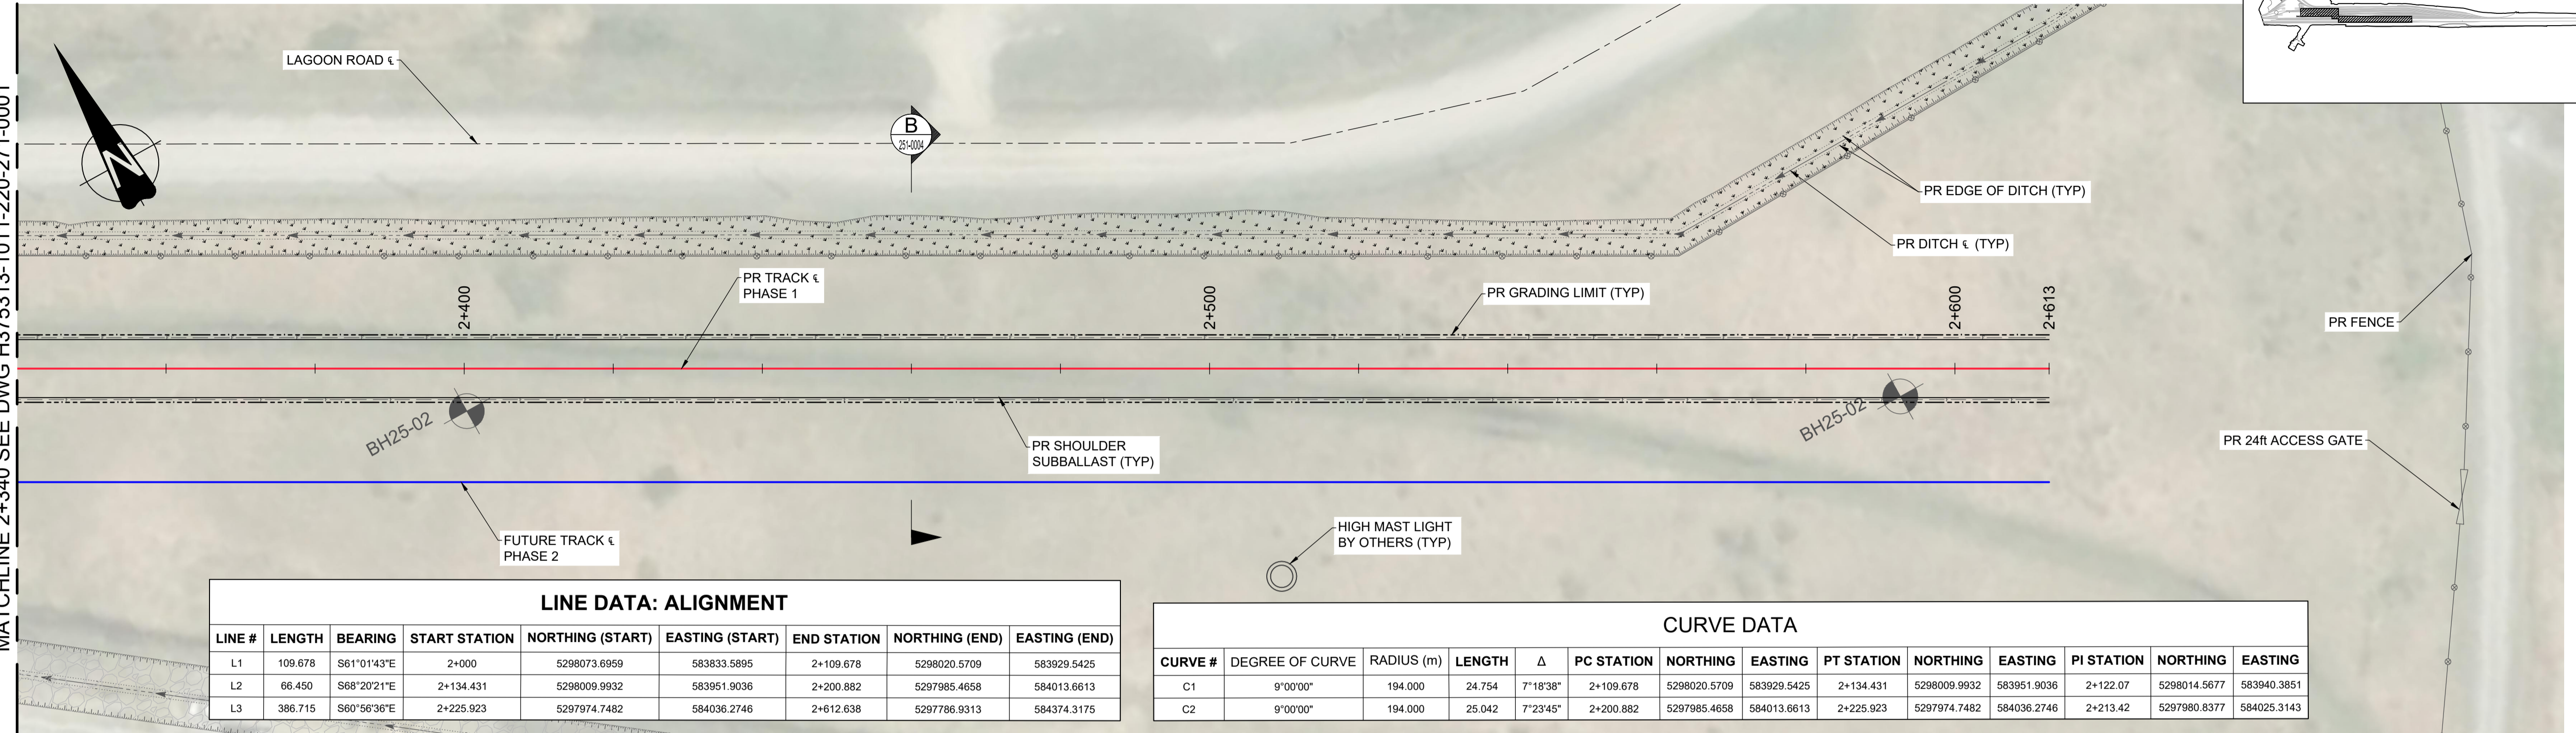 MATCHLINE 2+340 SEE DWG H375313-1011-220-271-0001
LAGOON ROAD ℄
N
B
251-0004
PR EDGE OF DITCH (TYP)
PR DITCH ℄ (TYP)
PR TRACK ℄
PHASE 1
PR GRADING LIMIT (TYP)
PR FENCE
2+400
2+500
2+600
2+613
BH25-02
BH25-02
PR SHOULDER
SUBBALLAST (TYP)
PR 24ft ACCESS GATE
FUTURE TRACK ℄
PHASE 2
HIGH MAST LIGHT
BY OTHERS (TYP)
LINE DATA: ALIGNMENT
LINE # LENGTH BEARING START STATION NORTHING (START) EASTING (START) END STATION NORTHING (END) EASTING (END)
L1 109.678 S61°01'43"E 2+000 5298073.6959 583833.5895 2+109.678 5298020.5709 583929.5425
L2 66.450 S68°20'21"E 2+134.431 5298009.9932 583951.9036 2+200.882 5297985.4658 584013.6613
L3 386.715 S60°56'36"E 2+225.923 5297974.7482 584036.2746 2+612.638 5297786.9313 584374.3175
CURVE DATA
CURVE # DEGREE OF CURVE RADIUS (m) LENGTH Δ PC STATION NORTHING EASTING PT STATION NORTHING EASTING PI STATION NORTHING EASTING
C1 9°00'00" 194.000 24.754 7°18'38" 2+109.678 5298020.5709 583929.5425 2+134.431 5298009.9932 583951.9036 2+122.07 5298014.5677 583940.3851
C2 9°00'00" 194.000 25.042 7°23'45" 2+200.882 5297985.4658 584013.6613 2+225.923 5297974.7482 584036.2746 2+213.42 5297980.8377 584025.3143